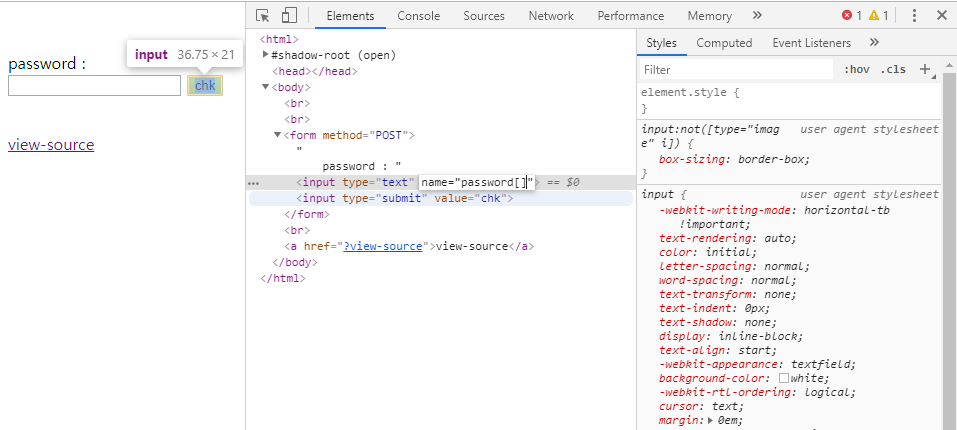 password :
input 36.75 × 21
chk
view-source
Elements Console Sources Network Performance Memory » 1 1
<html>
#shadow-root (open)
<head></head>
<body>
<br>
<br>
<form method="POST">
"
password : "
… <input type="text" name="password[]"> == $0
<input type="submit" value="chk">
</form>
<br>
<a href="?view-source">view-source</a>
</body>
</html>
Styles Computed Event Listeners »
Filter :hov .cls +
element.style {
}
input:not([type="imag user agent stylesheet
e" i]) {
box-sizing: border-box;
}
input { user agent stylesheet
-webkit-writing-mode: horizontal-tb
!important;
text-rendering: auto;
color: initial;
letter-spacing: normal;
word-spacing: normal;
text-transform: none;
text-indent: 0px;
text-shadow: none;
display: inline-block;
text-align: start;
-webkit-appearance: textfield;
background-color: white;
-webkit-rtl-ordering: logical;
cursor: text;
margin: 0em;